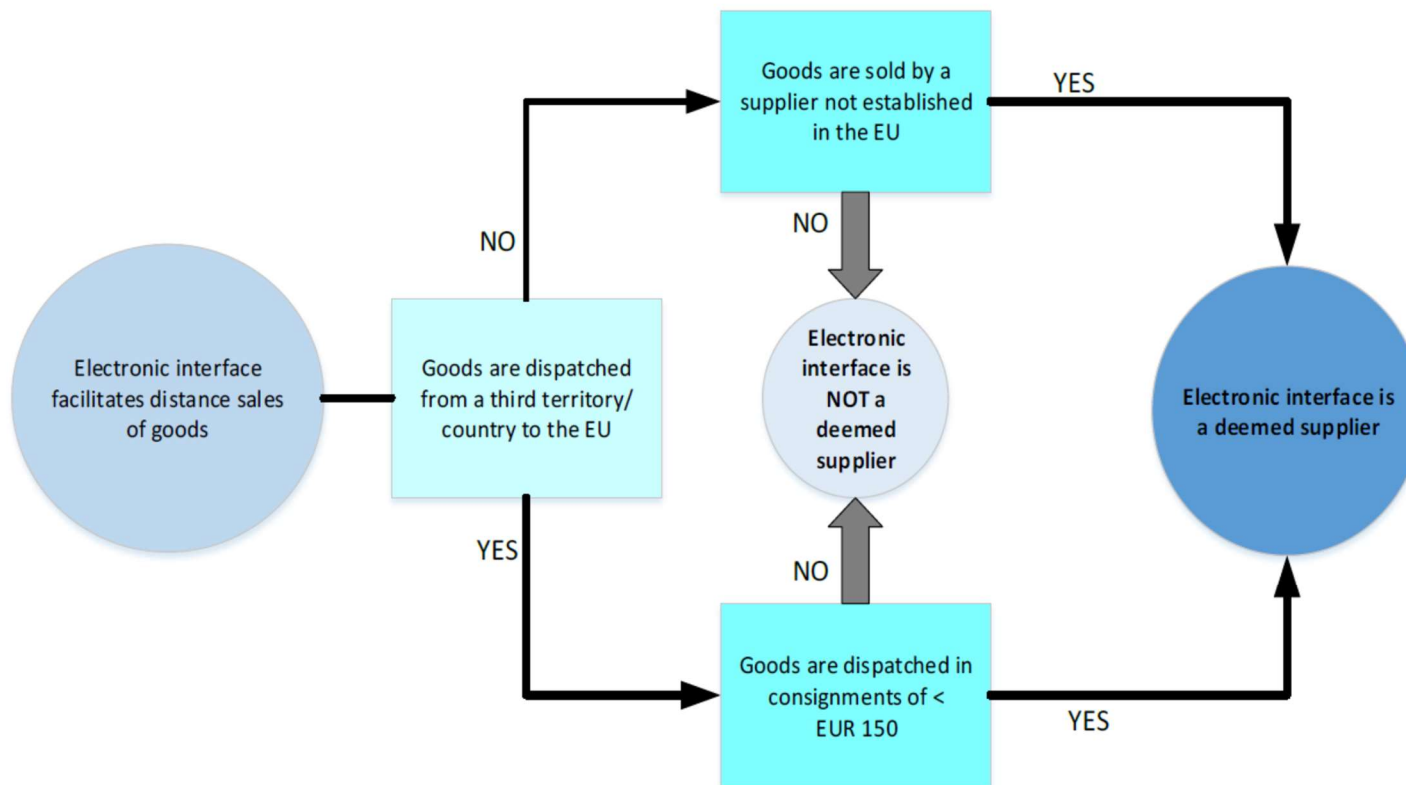 Electronic interface
facilitates distance sales
of goods
Goods are dispatched
from a third territory/
country to the EU
NO
YES
Goods are sold by a
supplier not established
in the EU
YES
NO
Electronic
interface is
NOT a
deemed
supplier
NO
Goods are dispatched in
consignments of <
EUR 150
YES
Electronic interface is
a deemed supplier